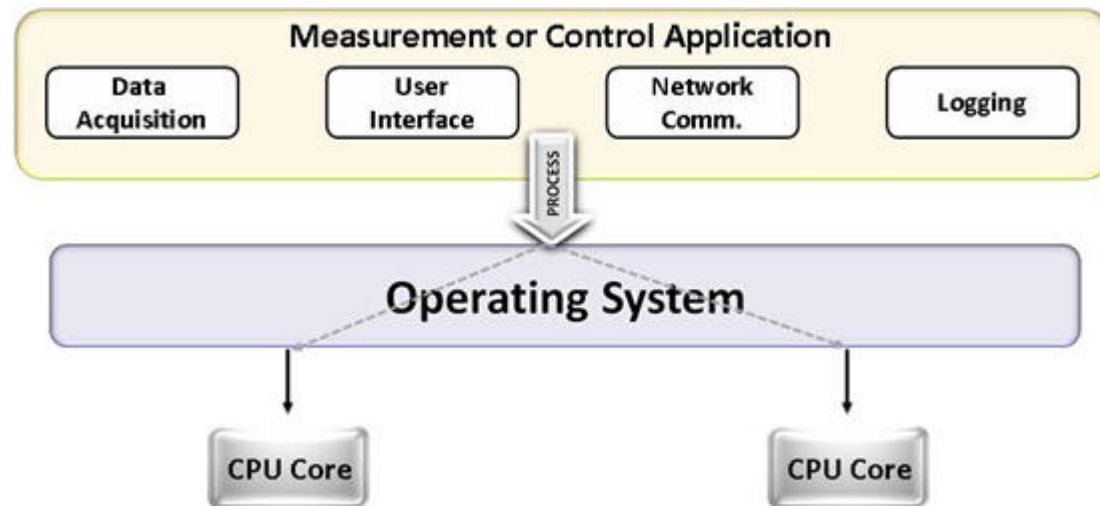 Measurement or Control Application
Data
Acquisition
User
Interface
Network
Comm.
Logging
PROCESS
Operating System
CPU Core
CPU Core